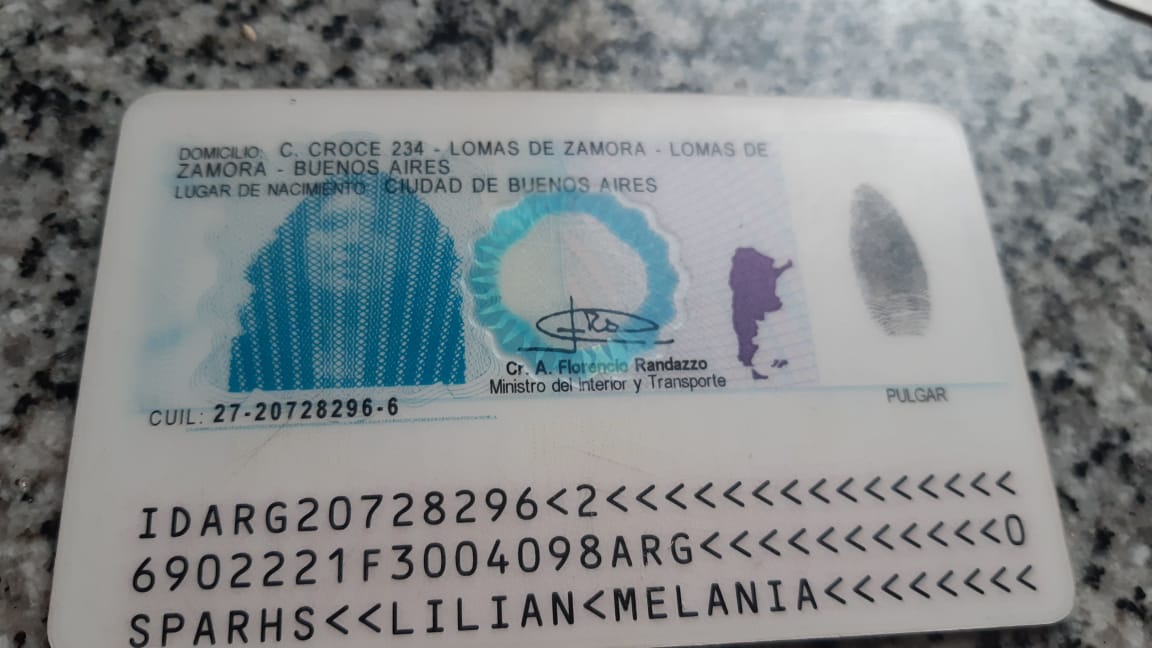 DOMICILIO: C. CROCE 234 - LOMAS DE ZAMORA - LOMAS DE
ZAMORA - BUENOS AIRES
LUGAR DE NACIMIENTO: CIUDAD DE BUENOS AIRES
Cr. A. Florencio Randazzo
Ministro del Interior y Transporte
PULGAR
CUIL: 27-20728296-6
IDARG20728296<2<<<<<<<<<<<<<<<
6902221F3004098ARG<<<<<<<<<<<0
SPARHS<<LILIAN<MELANIA<<<<<<<<